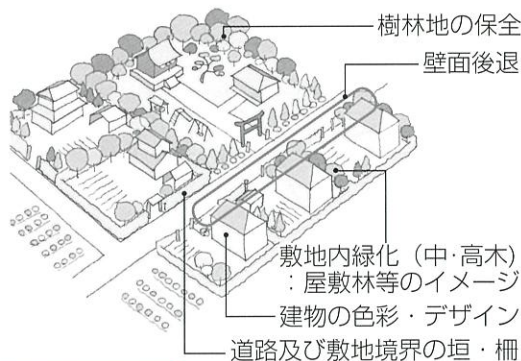 樹林地の保全
壁面後退
敷地内緑化（中・高木）
：屋敷林等のイメージ
建物の色彩・デザイン
道路及び敷地境界の垣・柵